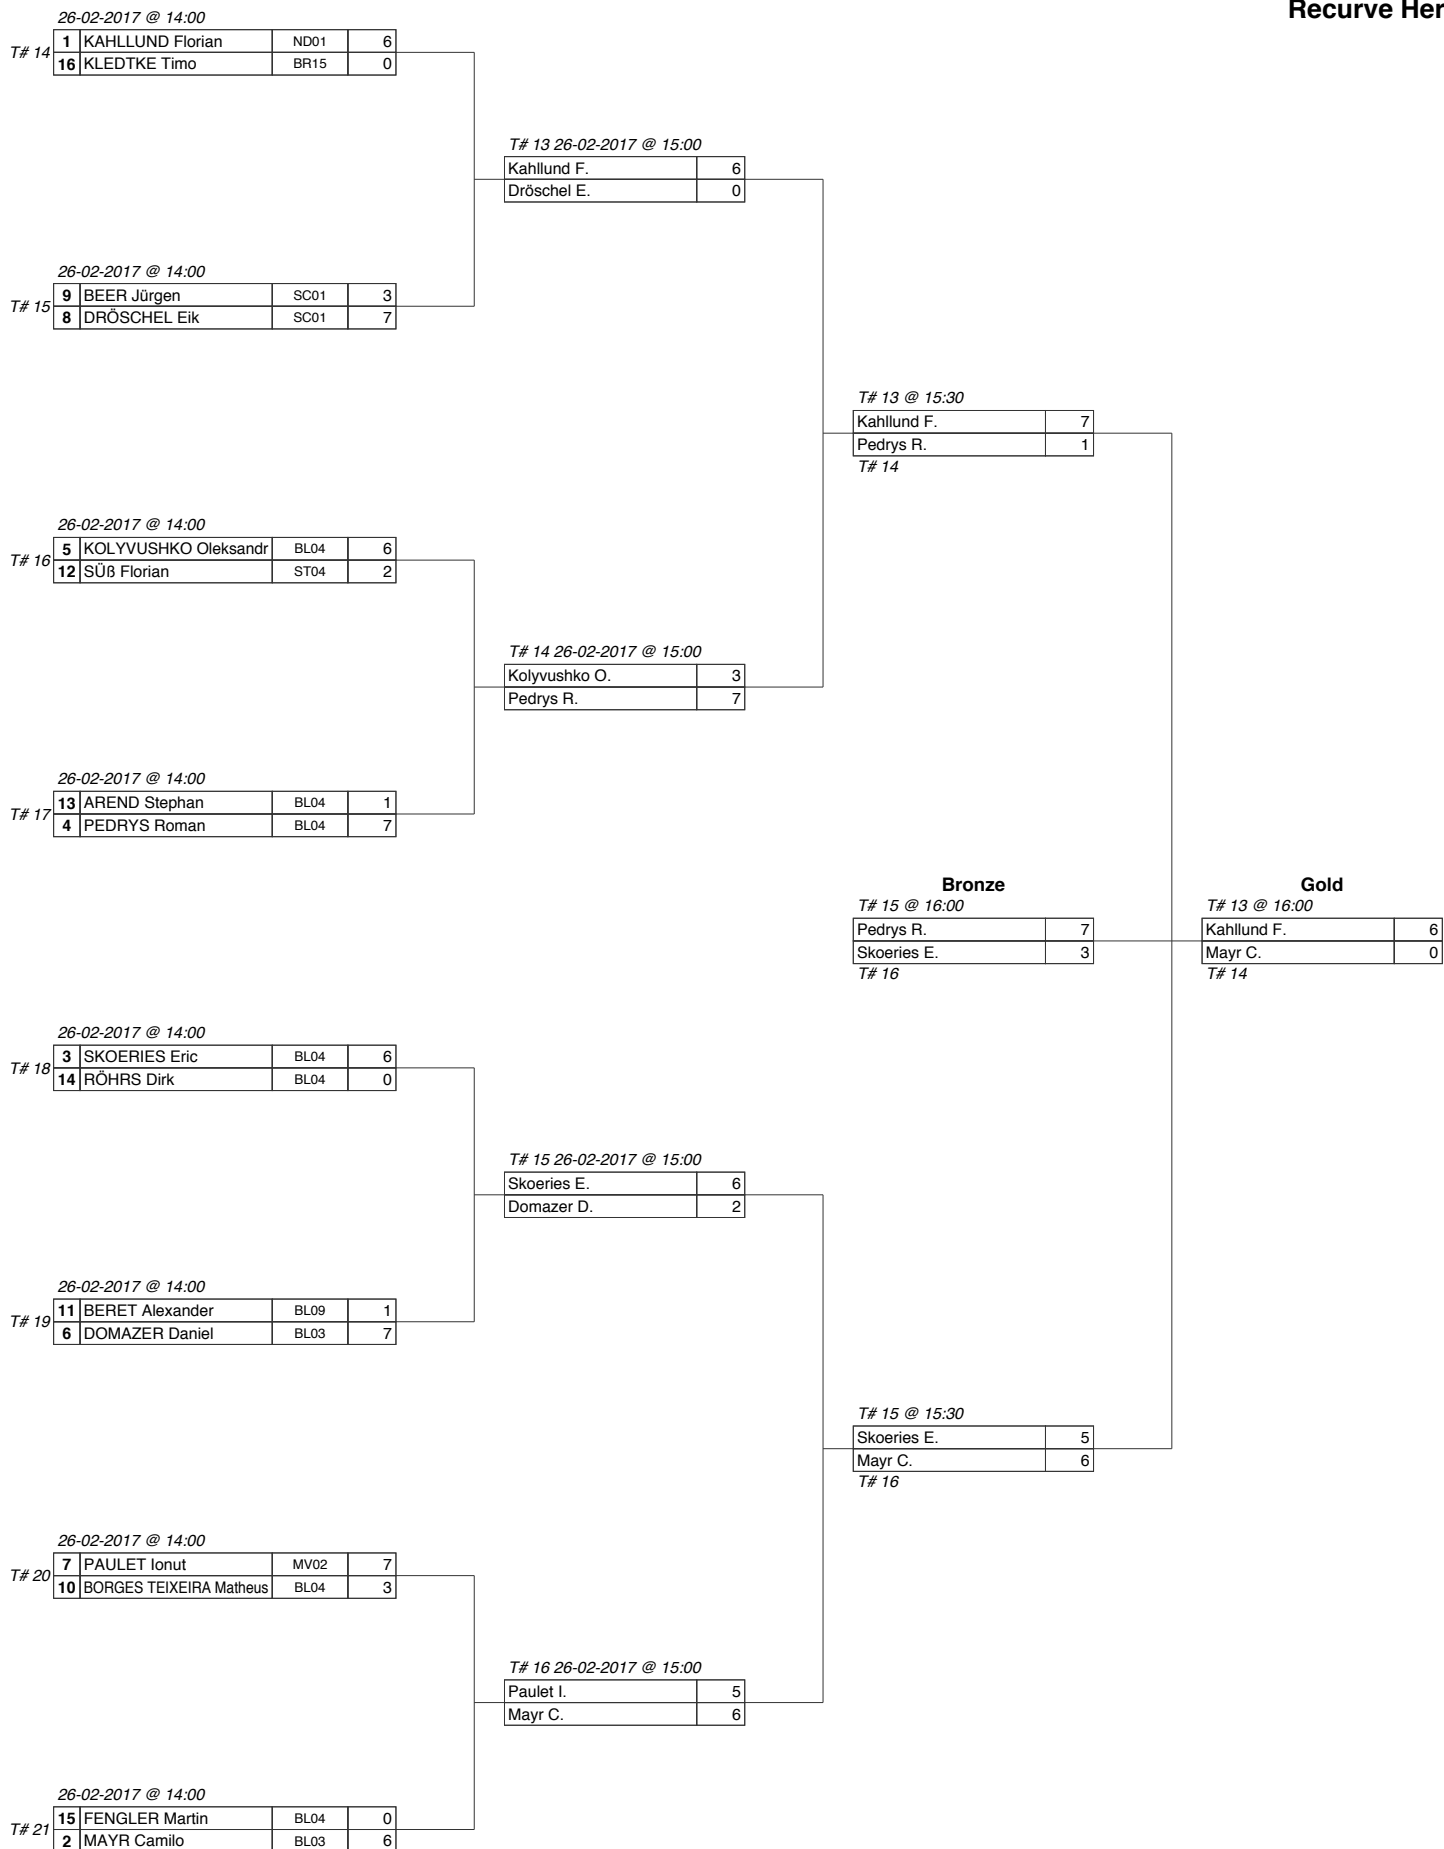 Recurve Her
26-02-2017 @ 14:00
T# 14
1 KAHLLUND Florian ND01 6
16 KLEDTKE Timo BR15 0
T# 13 26-02-2017 @ 15:00
Kahllund F. 6
Dröschel E. 0
26-02-2017 @ 14:00
T# 15
9 BEER Jürgen SC01 3
8 DRÖSCHEL Eik SC01 7
T# 13 @ 15:30
Kahllund F. 7
Pedrys R. 1
T# 14
26-02-2017 @ 14:00
T# 16
5 KOLYVUSHKO Oleksandr BL04 6
12 SÜß Florian ST04 2
T# 14 26-02-2017 @ 15:00
Kolyvushko O. 3
Pedrys R. 7
26-02-2017 @ 14:00
T# 17
13 AREND Stephan BL04 1
4 PEDRYS Roman BL04 7
Bronze
T# 15 @ 16:00
Pedrys R. 7
Skoeries E. 3
T# 16
Gold
T# 13 @ 16:00
Kahllund F. 6
Mayr C. 0
T# 14
26-02-2017 @ 14:00
T# 18
3 SKOERIES Eric BL04 6
14 RÖHRS Dirk BL04 0
T# 15 26-02-2017 @ 15:00
Skoeries E. 6
Domazer D. 2
26-02-2017 @ 14:00
T# 19
11 BERET Alexander BL09 1
6 DOMAZER Daniel BL03 7
T# 15 @ 15:30
Skoeries E. 5
Mayr C. 6
T# 16
26-02-2017 @ 14:00
T# 20
7 PAULET Ionut MV02 7
10 BORGES TEIXEIRA Matheus BL04 3
T# 16 26-02-2017 @ 15:00
Paulet I. 5
Mayr C. 6
26-02-2017 @ 14:00
T# 21
15 FENGLER Martin BL04 0
2 MAYR Camilo BL03 6